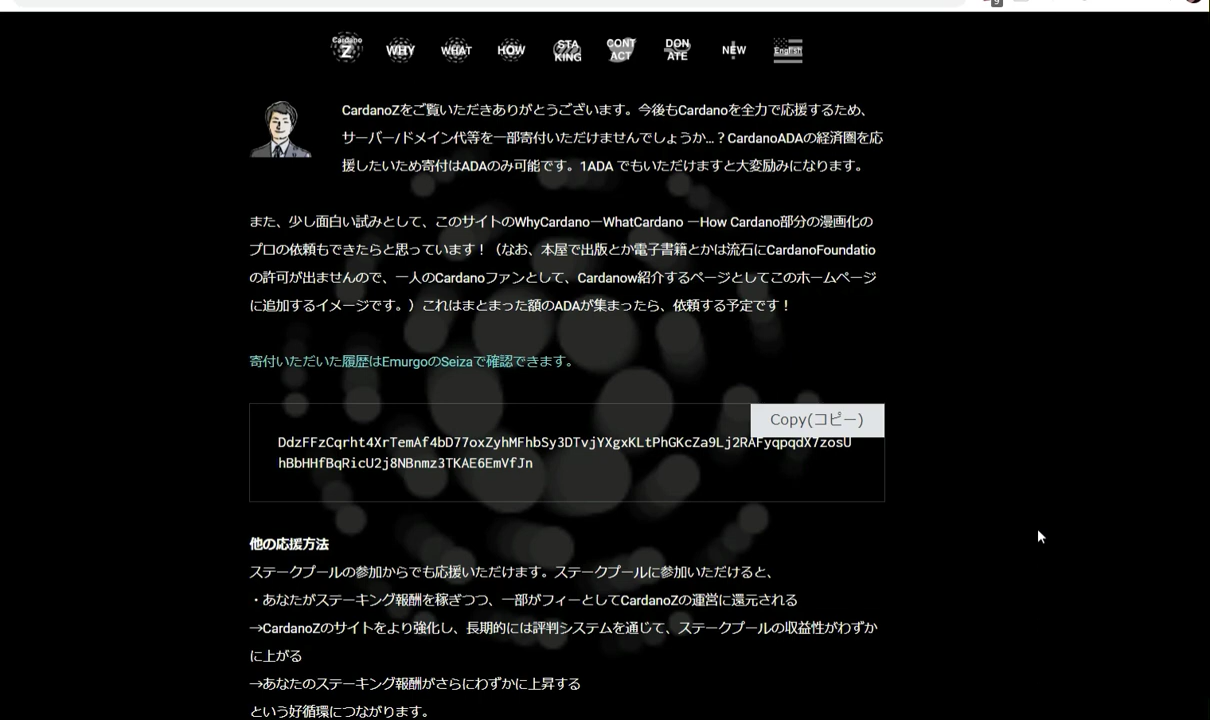 9
Cardano
Z
WHY
WHAT
HOW
STA
KING
CONT
ACT
DON
ATE
NEW
English
CardanoZをご覧いただきありがとうございます。今後もCardanoを全力で応援するため、
サーバー/ドメイン代等を一部寄付いただけませんでしょうか...？CardanoADAの経済圏を応
援したいため寄付はADAのみ可能です。1ADA でもいただけますと大変励みになります。
また、少し面白い試みとして、このサイトのWhyCardano－WhatCardano －How Cardano部分の漫画化の
プロの依頼もできたらと思っています！（なお、本屋で出版とか電子書籍とかは流石にCardanoFoundatio
の許可が出ませんので、一人のCardanoファンとして、Cardanow紹介するページとしてこのホームページ
に追加するイメージです。）これはまとまった額のADAが集まったら、依頼する予定です！
寄付いただいた履歴はEmurgoのSeizaで確認できます。
Copy(コピー)
DdzFFzCqrht4XrTemAf4bD77oxZyhMFhbSy3DTvjYXgxKLtPhGKcZa9Lj2RAFyqpqdX7zosU
hBbHHfBqRicU2j8NBnmz3TKAE6EmVfJn
他の応援方法
ステークプールの参加からでも応援いただけます。ステークプールに参加いただけると、
・あなたがステーキング報酬を稼ぎつつ、一部がフィーとしてCardanoZの運営に還元される
→CardanoZのサイトをより強化し、長期的には評判システムを通じて、ステークプールの収益性がわずか
に上がる
→あなたのステーキング報酬がさらにわずかに上昇する
という好循環につながります。